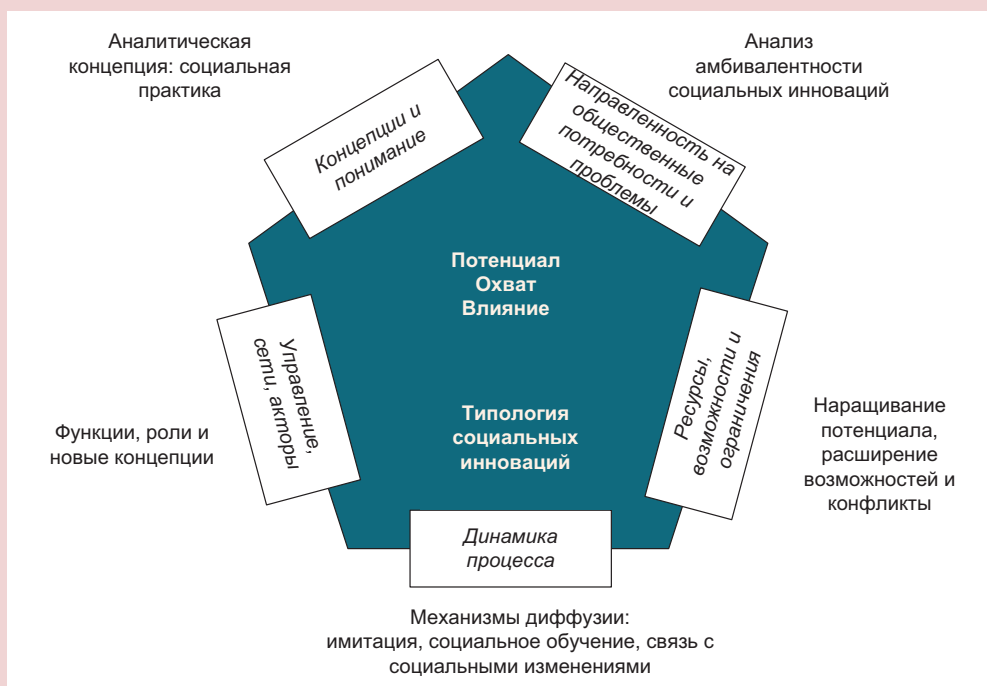 Аналитическая
концепция: социальная
практика
Анализ
амбивалентности
социальных инноваций
Концепции и
понимание
Направленность на
общественные
потребности и
проблемы
Потенциал
Охват
Влияние
Управление,
сети, акторы
Ресурсы,
возможности и
ограничения
Типология
социальных
инноваций
Функции, роли и
новые концепции
Наращивание
потенциала,
расширение
возможностей и
конфликты
Динамика
процесса
Механизмы диффузии:
имитация, социальное обучение, связь с
социальными изменениями